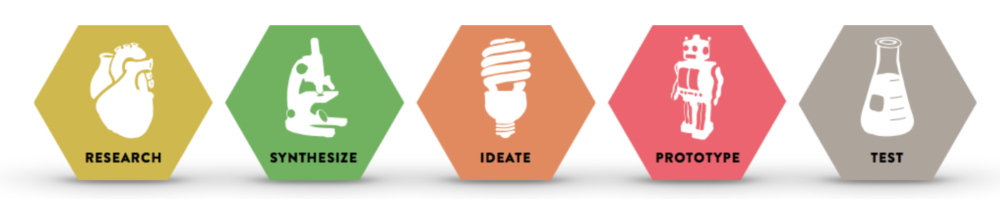 RESEARCH
SYNTHESIZE
IDEATE
PROTOTYPE
TEST